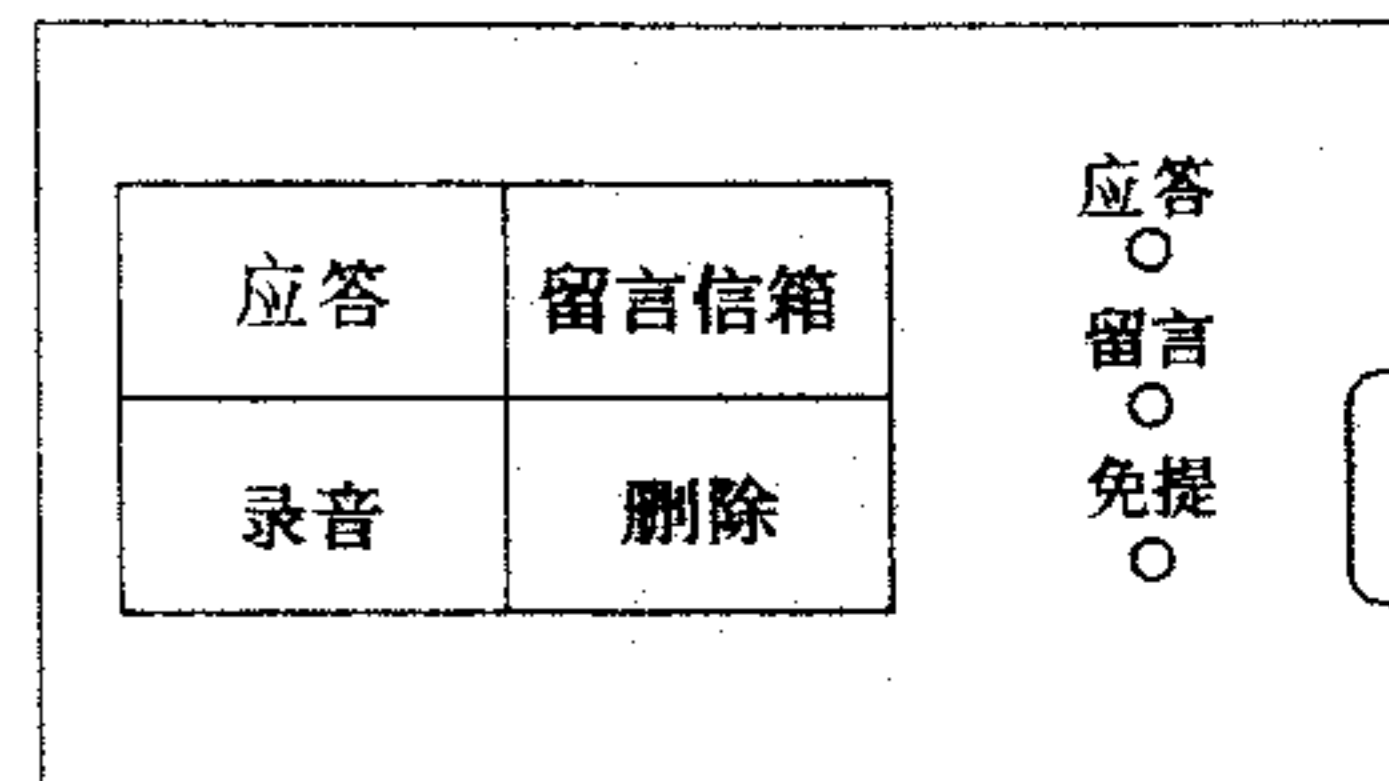 应答 留言信箱
录音 删除
应答
留言
免提